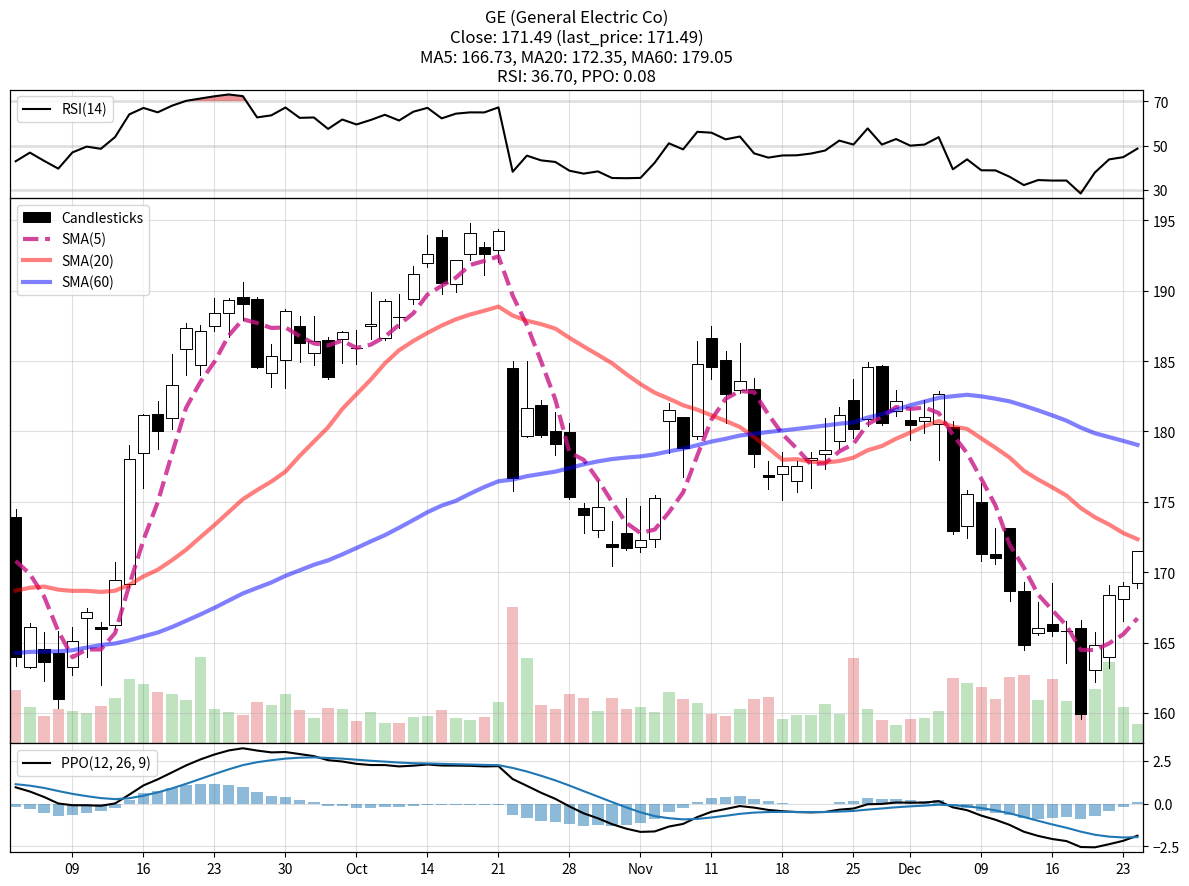 GE (General Electric Co)
Close: 171.49 (last_price: 171.49)
MA5: 166.73, MA20: 172.35, MA60: 179.05
RSI: 36.70, PPO: 0.08
RSI(14)
70
50
30
Candlesticks
SMA(5)
SMA(20)
SMA(60)
195
190
185
180
175
170
165
160
PPO(12, 26, 9)
2.5
0.0
−2.5
09 16 23 30 Oct 14 21 28 Nov 11 18 25 Dec 09 16 23